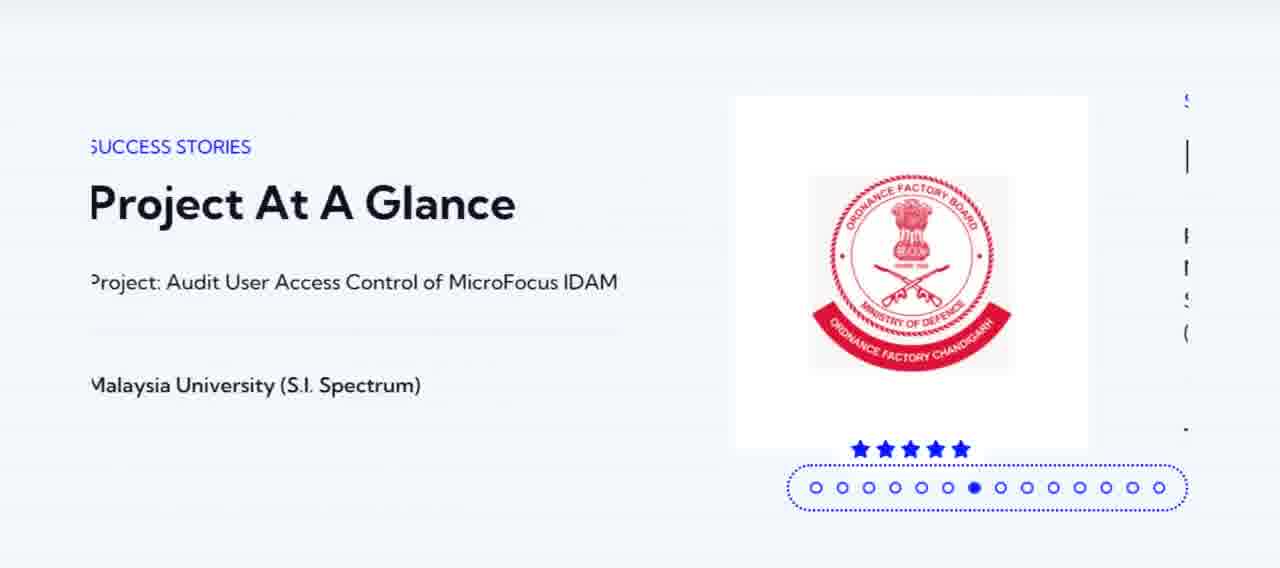 SUCCESS STORIES
Project At A Glance
Project: Audit User Access Control of MicroFocus IDAM
Malaysia University (S.I. Spectrum)
ORDNANCE FACTORY BOARD
MINISTRY OF DEFENCE
ORDNANCE FACTORY CHANDIGARH